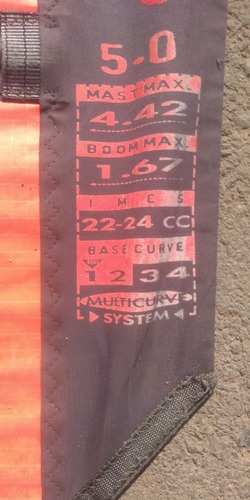 5.0
MAST MAX.
4.42
BOOM MAX.
1.67
I M C S
22-24 CC
BASE CURVE
1 2 3 4
MULTICURVE
SYSTEM